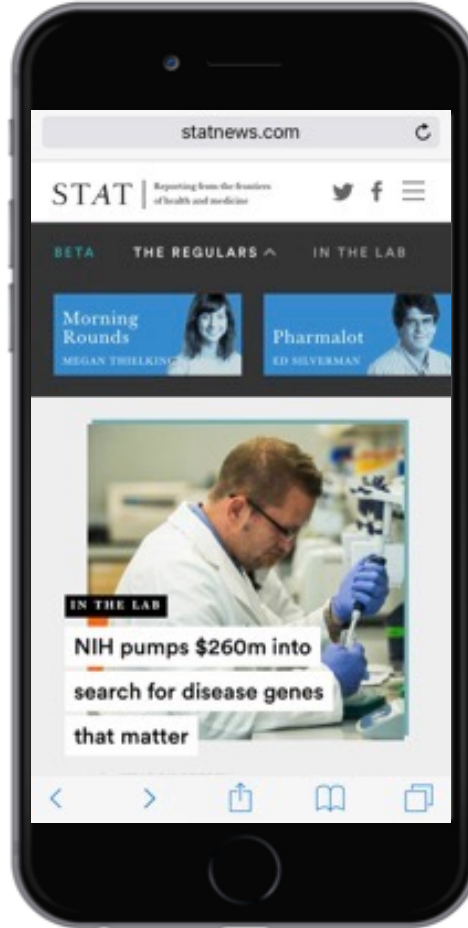 statnews.com
STAT
Reporting from the frontiers
of health and medicine
BETA THE REGULARS IN THE LAB
Morning
Rounds
MEGAN THIELKING
Pharmalot
ED SILVERMAN
IN THE LAB
NIH pumps $260m into
search for disease genes
that matter